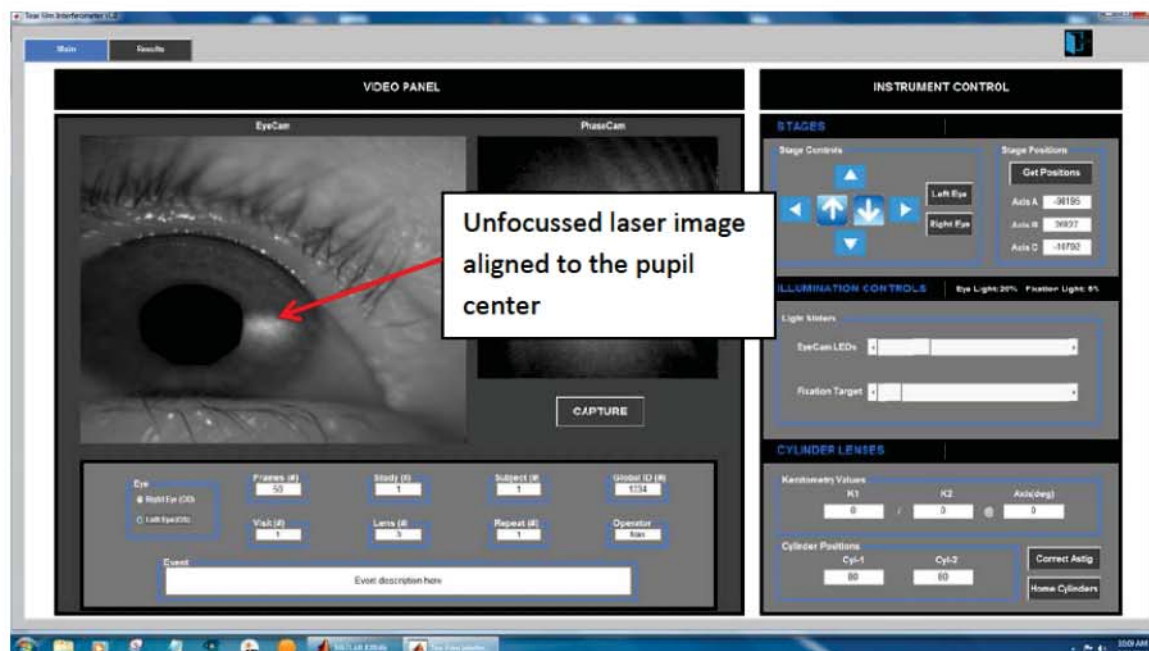 Tear Film Interferometer V1.0
Main
Results
VIDEO PANEL
INSTRUMENT CONTROL
EyeCam
PhaseCam
STAGES
Stage Controls
Stage Positions
Get Positions
Left Eye
Right Eye
Axis A
Axis B
Axis C
Unfocussed laser image
aligned to the pupil
center
ILLUMINATION CONTROLS
Eye Light: 20% Fixation Light: 6%
Light Sliders
EyeCam LEDs
Fixation Target
CAPTURE
CYLINDER LENSES
Keratometry Values
K1
K2
Axis(deg)
0 / 0 @ 0
Cylinder Positions
Cyl-1
Cyl-2
80
80
Correct Astig
Home Cylinders
Eye
Right Eye (OD)
Left Eye(OS)
Frames (#)
50
Study (#)
1
Subject (#)
1
Global ID (#)
1234
Visit (#)
1
Lens (#
Repeat (#)
1
Operator
Event
Event description here